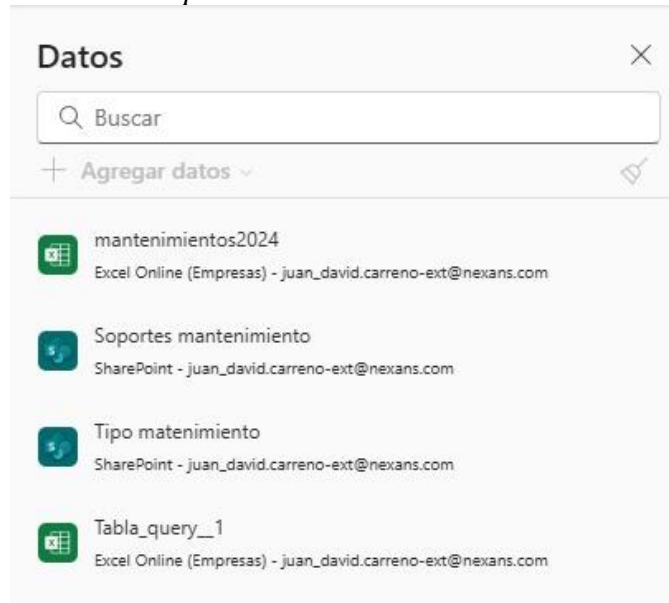 Datos
Buscar
Agregar datos
mantenimientos2024
Excel Online (Empresas) - juan_david.carreno-ext@nexans.com
Soportes mantenimiento
SharePoint - juan_david.carreno-ext@nexans.com
Tipo matenimiento
SharePoint - juan_david.carreno-ext@nexans.com
Tabla_query__1
Excel Online (Empresas) - juan_david.carreno-ext@nexans.com